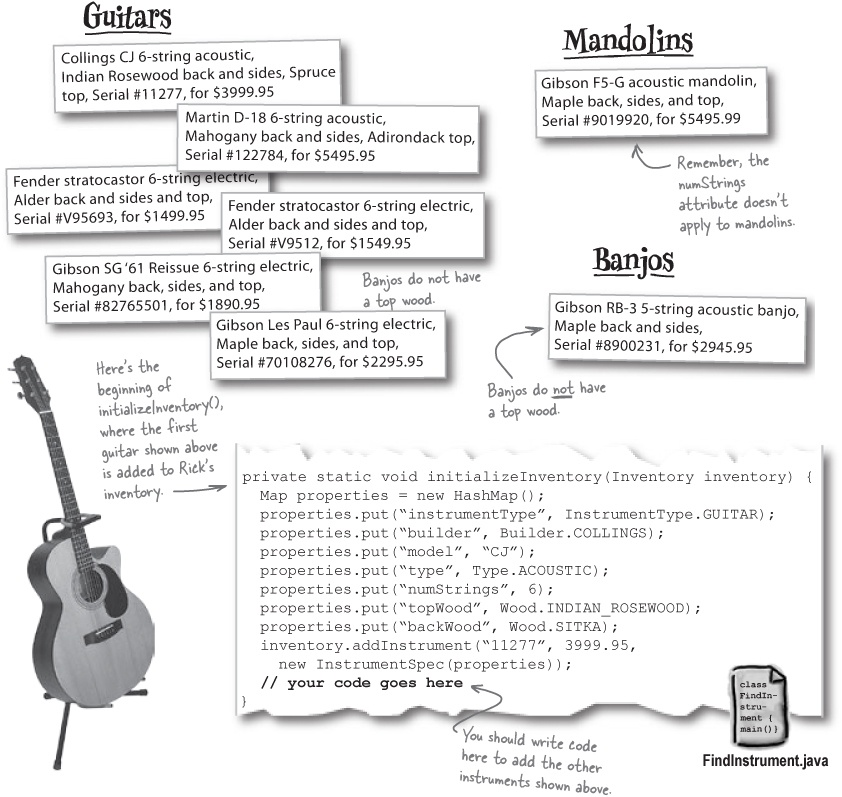 Guitars
Collings CJ 6-string acoustic,
Indian Rosewood back and sides, Spruce
top, Serial #11277, for $3999.95
Martin D-18 6-string acoustic,
Mahogany back and sides, Adirondack top,
Serial #122784, for $5495.95
Fender stratocastor 6-string electric,
Alder back and sides and top,
Serial #V95693, for $1499.95
Fender stratocastor 6-string electric,
Alder back and sides and top,
Serial #V9512, for $1549.95
Gibson SG '61 Reissue 6-string electric,
Mahogany back, sides, and top,
Serial #82765501, for $1890.95
Gibson Les Paul 6-string electric,
Maple back, sides, and top,
Serial #70108276, for $2295.95
Mandolins
Gibson F5-G acoustic mandolin,
Maple back, sides, and top,
Serial #9019920, for $5495.99
Remember, the
numStrings
attribute doesn't
apply to mandolins.
Banjos
Banjos do not have
a top wood.
Gibson RB-3 5-string acoustic banjo,
Maple back and sides,
Serial #8900231, for $2945.95
Banjos do not have
a top wood.
Here's the
beginning of
initializeInventory(),
where the first
guitar shown above
is added to Rick's
inventory.
private static void initializeInventory(Inventory inventory) {
Map properties = new HashMap();
properties.put(“instrumentType”, InstrumentType.GUITAR);
properties.put(“builder”, Builder.COLLINGS);
properties.put(“model”, “CJ”);
properties.put(“type”, Type.ACOUSTIC);
properties.put(“numStrings”, 6);
properties.put(“topWood”, Wood.INDIAN_ROSEWOOD);
properties.put(“backWood”, Wood.SITKA);
inventory.addInstrument(“11277”, 3999.95,
new InstrumentSpec(properties));
// your code goes here
}
You should write code
here to add the other
instruments shown above.
class
FindIn-
stru-
ment {
main()}
FindInstrument.java